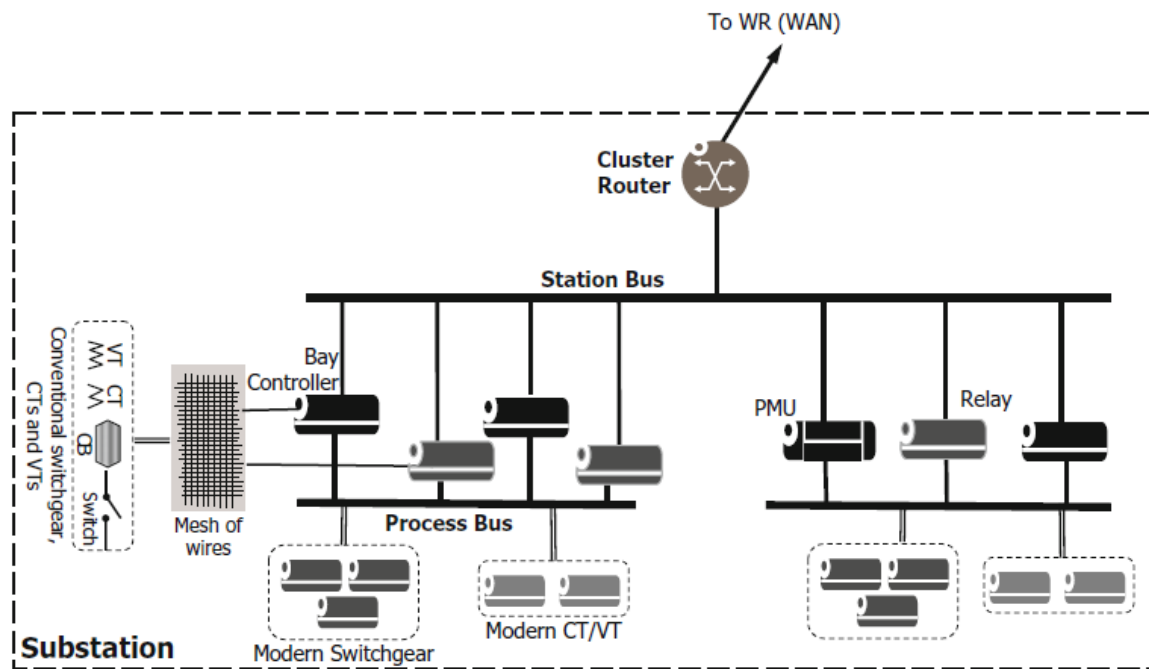 To WR (WAN)
Cluster
Router
Station Bus
Bay
Controller
PMU
Relay
VT
CT
CB
Switch
Conventional switchgear,
CTs and VTs
Mesh of
wires
Process Bus
Modern CT/VT
Modern Switchgear
Substation